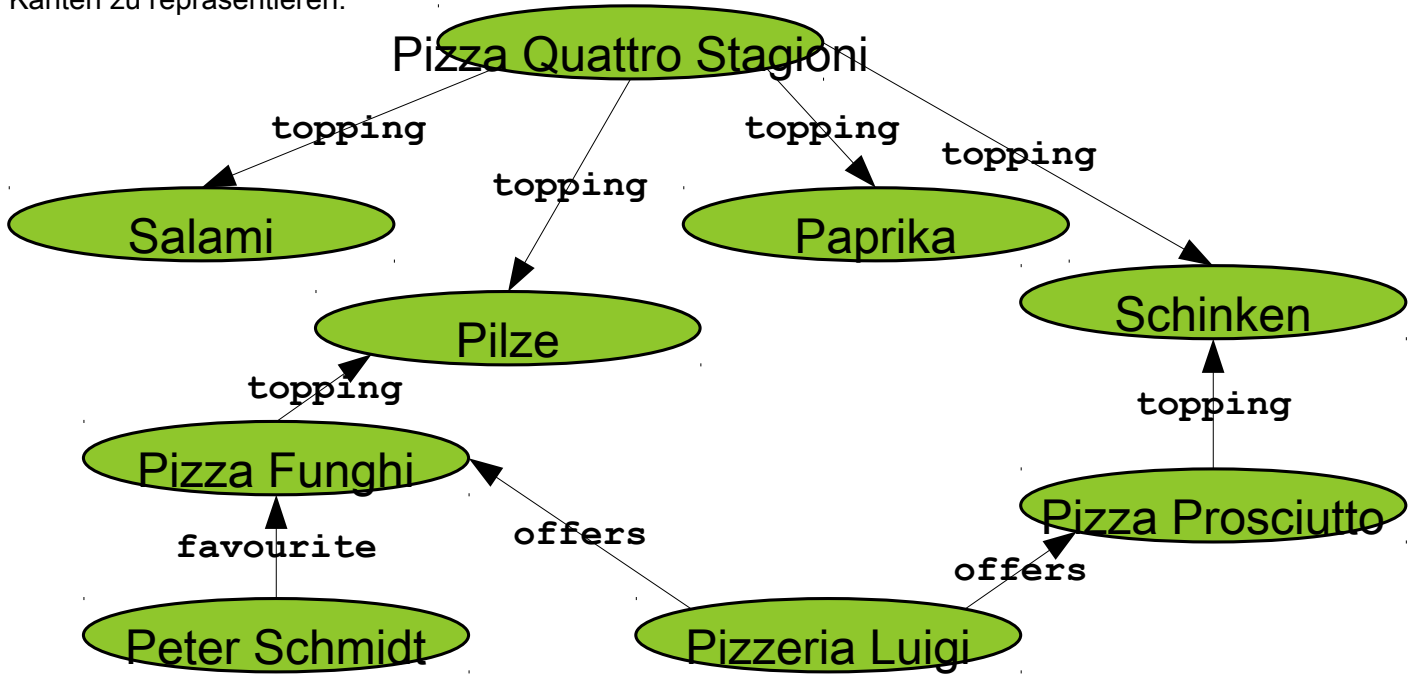 Kanten zu repräsentieren.
Pizza Quattro Stagioni
topping
topping
topping
topping
Salami
Paprika
Schinken
Pilze
topping
topping
Pizza Funghi
Pizza Prosciutto
favourite
offers
offers
Peter Schmidt
Pizzeria Luigi